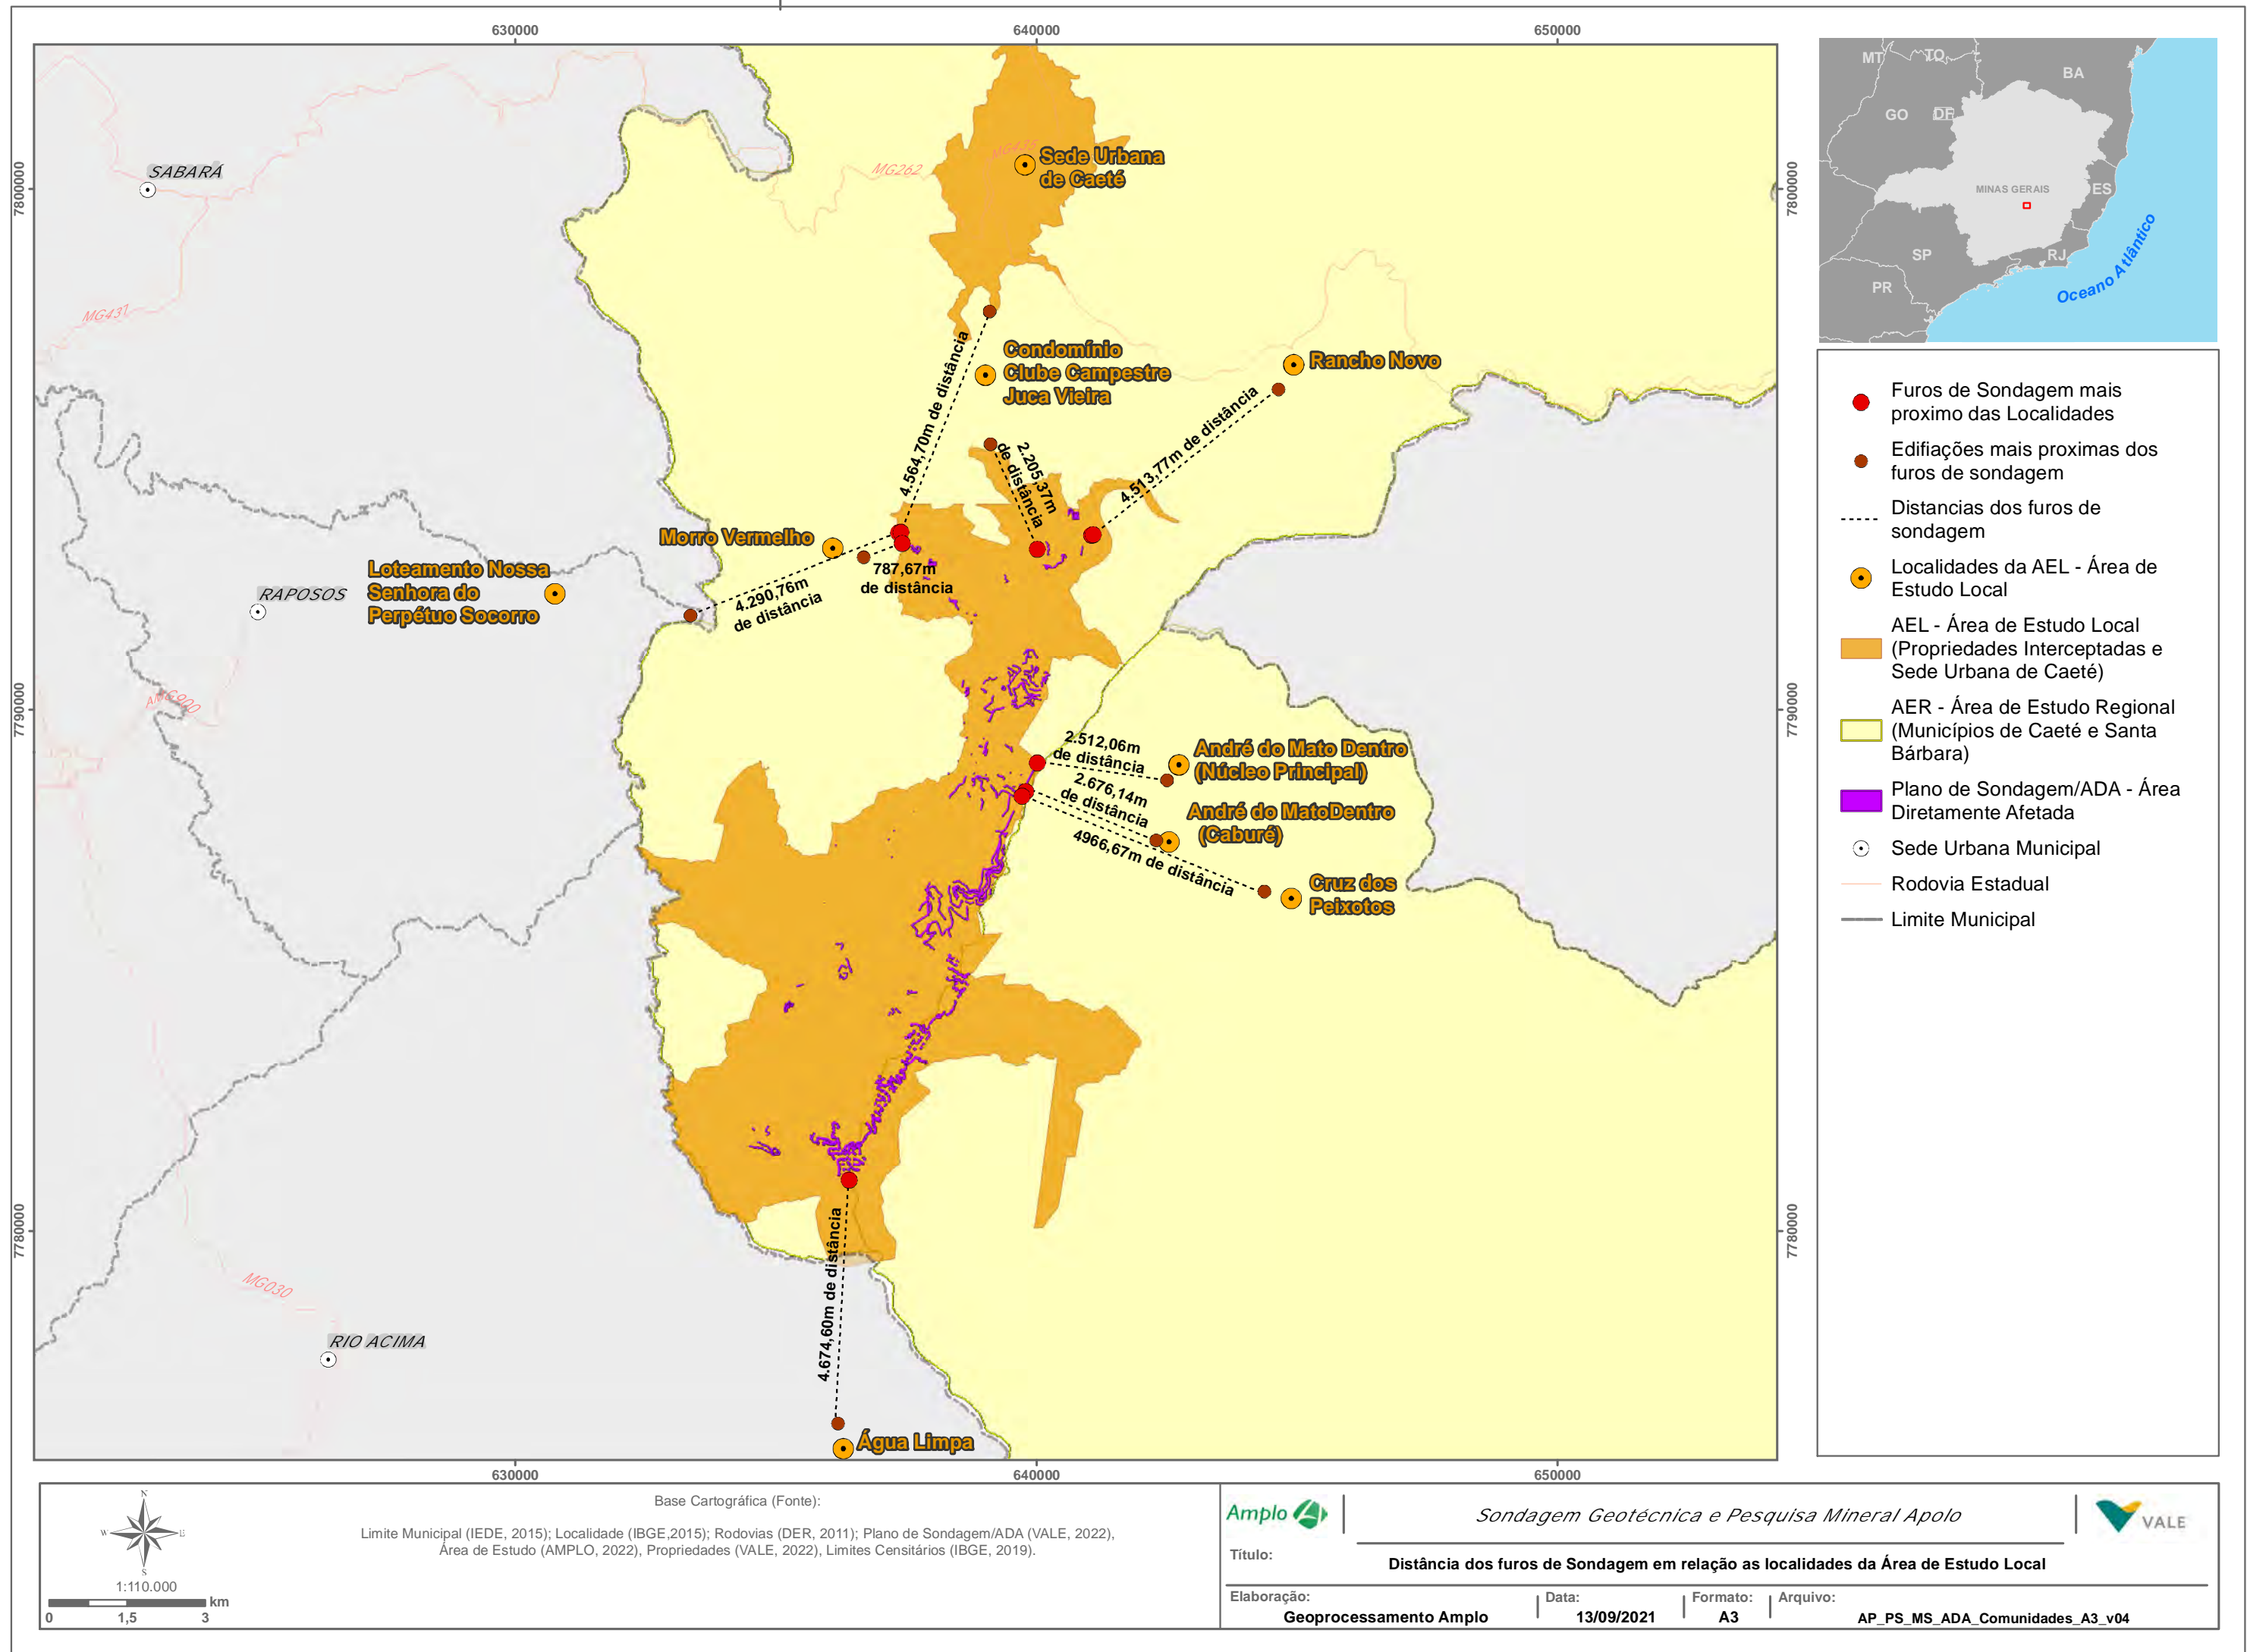 630000
640000
650000
7800000
7790000
7780000
7800000
7790000
7780000
630000
640000
650000
SABARÁ
MG262
MG435
MG437
Sede Urbana
de Caeté
Condomínio
Clube Campestre
Juca Vieira
Rancho Novo
4.564,70m de distância
2.205,37m
de distância
4.513,77m de distância
Morro Vermelho
Loteamento Nossa
Senhora do
Perpétuo Socorro
RAPOSOS
787,67m
de distância
4.290,76m
de distância
AMG900
2.512,06m
de distância
André do Mato Dentro
(Núcleo Principal)
2.676,14m
de distância
André do MatoDentro
(Caburé)
4966,67m de distância
Cruz dos
Peixotos
MG030
RIO ACIMA
4.674,60m de distância
Água Limpa
MT
TO
BA
GO
DF
MINAS GERAIS
ES
SP
RJ
PR
Oceano Atlântico
Furos de Sondagem mais
proximo das Localidades
Edifiações mais proximas dos
furos de sondagem
Distancias dos furos de
sondagem
Localidades da AEL - Área de
Estudo Local
AEL - Área de Estudo Local
(Propriedades Interceptadas e
Sede Urbana de Caeté)
AER - Área de Estudo Regional
(Municípios de Caeté e Santa
Bárbara)
Plano de Sondagem/ADA - Área
Diretamente Afetada
Sede Urbana Municipal
Rodovia Estadual
Limite Municipal
N
W
E
S
1:110.000
km
0 1,5 3
Base Cartográfica (Fonte):
Limite Municipal (IEDE, 2015); Localidade (IBGE,2015); Rodovias (DER, 2011); Plano de Sondagem/ADA (VALE, 2022),
Área de Estudo (AMPLO, 2022), Propriedades (VALE, 2022), Limites Censitários (IBGE, 2019).
Amplo
Sondagem Geotécnica e Pesquisa Mineral Apolo
VALE
Título:
Distância dos furos de Sondagem em relação as localidades da Área de Estudo Local
Elaboração:
Geoprocessamento Amplo
Data:
13/09/2021
Formato:
A3
Arquivo:
AP_PS_MS_ADA_Comunidades_A3_v04